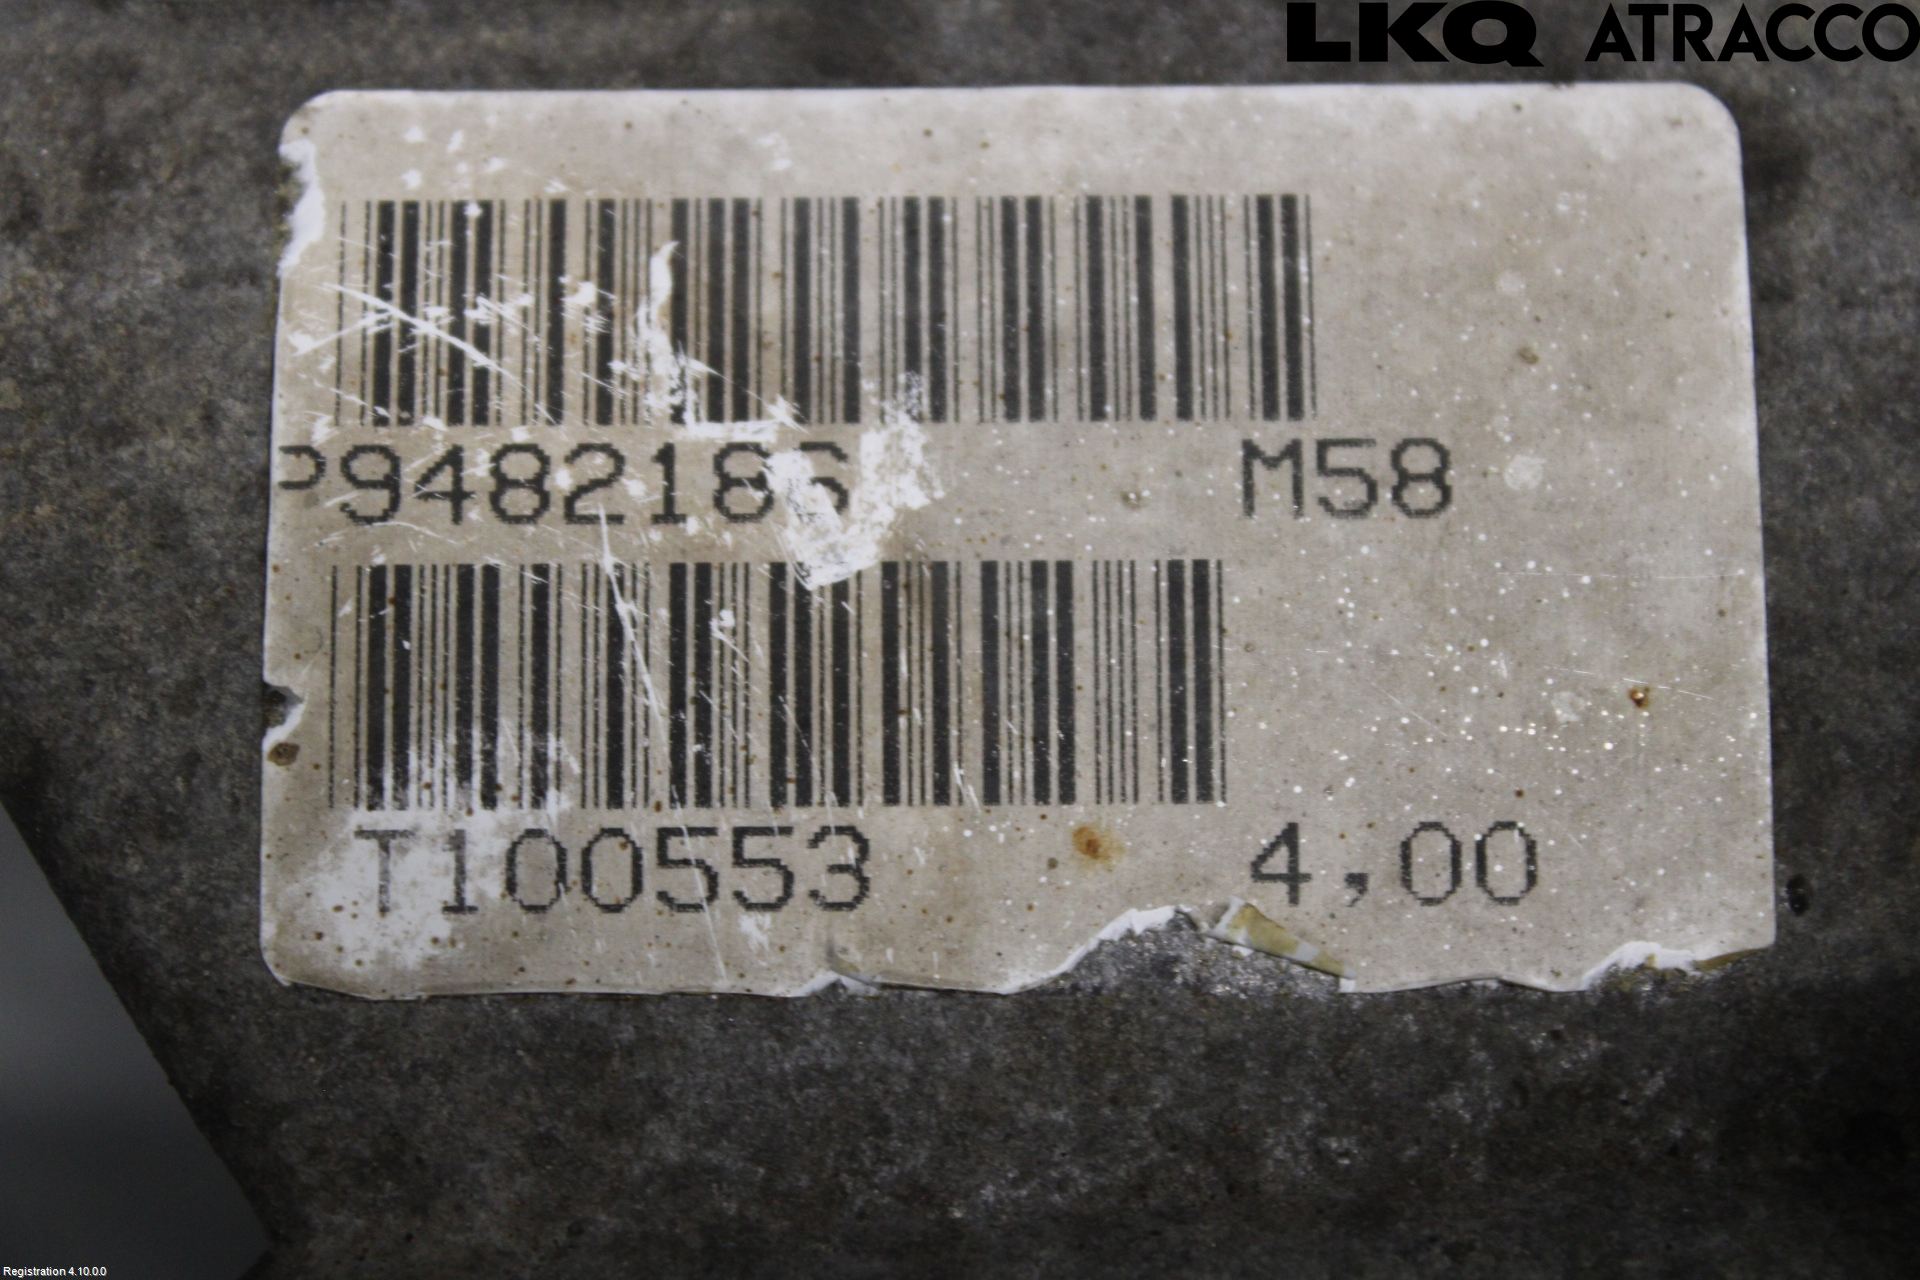 LKQ ATRACCO
P9482186 M58
T100553 4,00
Registration 4.10.0.0